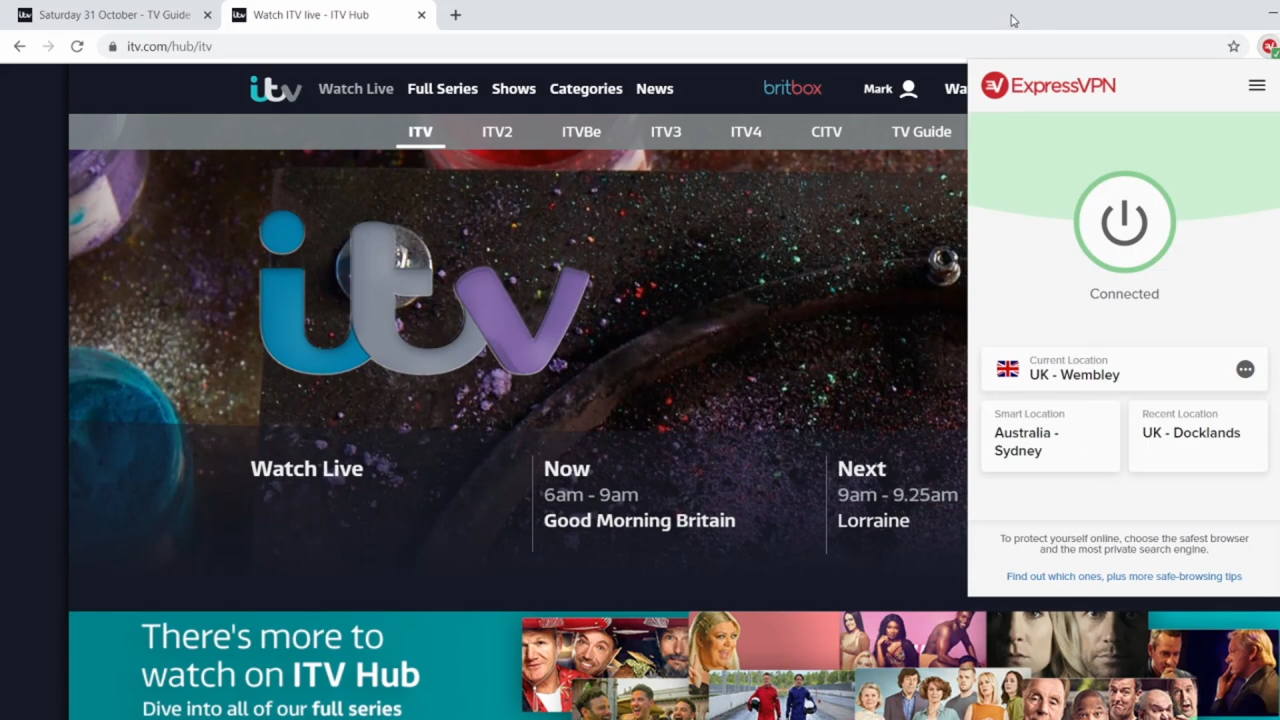 Saturday 31 October - TV Guide
Watch ITV live - ITV Hub
itv.com/hub/itv
itv
Watch Live
Full Series
Shows
Categories
News
britbox
Mark
Wa
ITV
ITV2
ITVBe
ITV3
ITV4
CITV
TV Guide
itv
Watch Live
Now
6am - 9am
Good Morning Britain
Next
9am - 9.25am
Lorraine
There's more to
watch on ITV Hub
Dive into all of our full series
ExpressVPN
Connected
Current Location
UK - Wembley
Smart Location
Australia -
Sydney
Recent Location
UK - Docklands
To protect yourself online, choose the safest browser
and the most private search engine.
Find out which ones, plus more safe-browsing tips